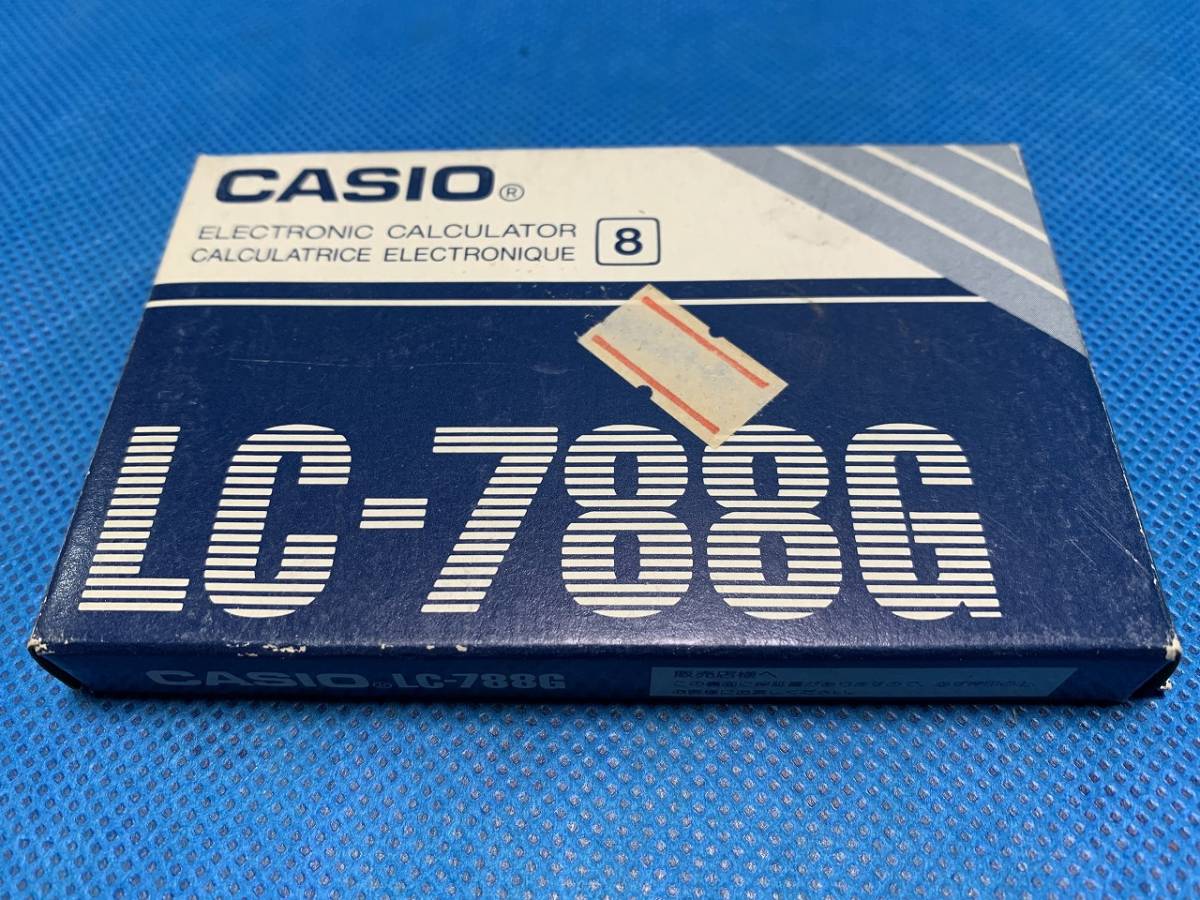 CASIO®
ELECTRONIC CALCULATOR
CALCULATRICE ELECTRONIQUE
8
LC-788G
CASIO® LC-788G
販売店様へ